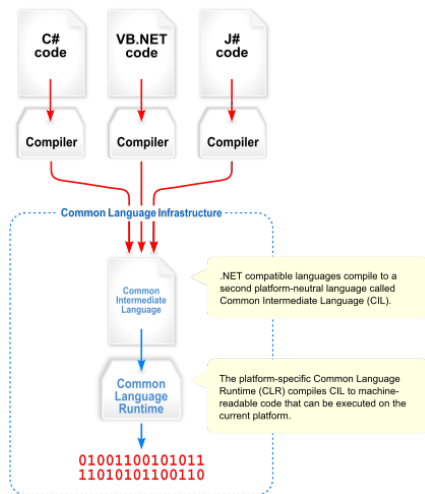 C#
code
VB.NET
code
J#
code
Compiler
Compiler
Compiler
Common Language Infrastructure
Common
Intermediate
Language
.NET compatible languages compile to a
second platform-neutral language called
Common Intermediate Language (CIL).
Common
Language
Runtime
The platform-specific Common Language
Runtime (CLR) compiles CIL to machine-
readable code that can be executed on the
current platform.
01001100101011
11010101100110